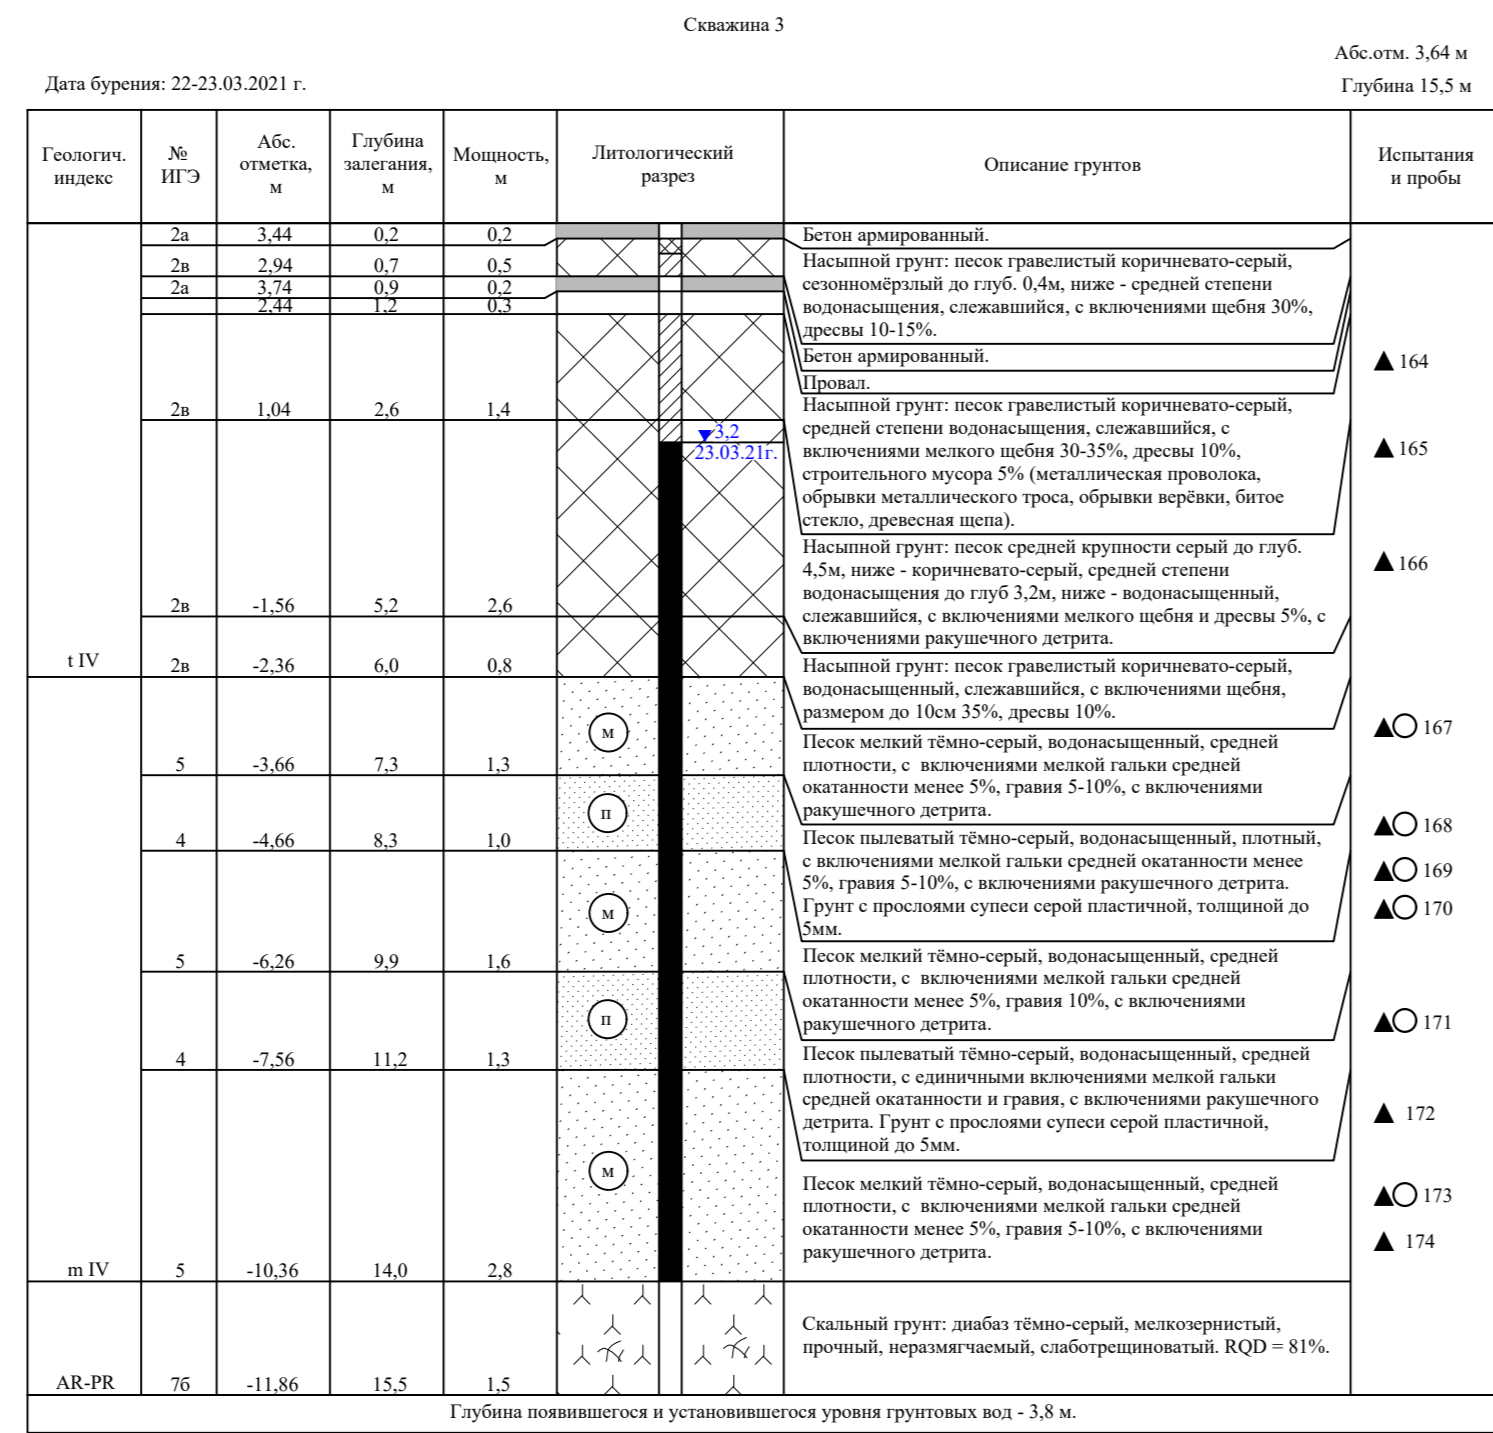 Скважина 3
Абс.отм. 3,64 м
Дата бурения: 22-23.03.2021 г.
Глубина 15,5 м
Геологич.
индекс
№
ИГЭ
Абс.
отметка,
м
Глубина
залегания,
м
Мощность,
м
Литологический
разрез
Описание грунтов
Испытания
и пробы
2а 3,44 0,2 0,2
Бетон армированный.
2в 2,94 0,7 0,5
Насыпной грунт: песок гравелистый коричневато-серый,
сезонномёрзлый до глуб. 0,4м, ниже - средней степени
водонасыщения, слежавшийся, с включениями щебня 30%,
дресвы 10-15%.
2а 3,74 0,9 0,2
Бетон армированный.
2,44 1,2 0,3
Провал.
164
2в 1,04 2,6 1,4
Насыпной грунт: песок гравелистый коричневато-серый,
средней степени водонасыщения, слежавшийся, с
включениями мелкого щебня 30-35%, дресвы 10%,
строительного мусора 5% (металлическая проволока,
обрывки металлического троса, обрывки верёвки, битое
стекло, древесная щепа).
3,2
23.03.21г.
165
2в -1,56 5,2 2,6
Насыпной грунт: песок средней крупности серый до глуб.
4,5м, ниже - коричневато-серый, средней степени
водонасыщения до глуб 3,2м, ниже - водонасыщенный,
слежавшийся, с включениями мелкого щебня и дресвы 5%, с
включениями ракушечного детрита.
166
t IV 2в -2,36 6,0 0,8
Насыпной грунт: песок гравелистый коричневато-серый,
водонасыщенный, слежавшийся, с включениями щебня,
размером до 10см 35%, дресвы 10%.
м
167
5 -3,66 7,3 1,3
Песок мелкий тёмно-серый, водонасыщенный, средней
плотности, с включениями мелкой гальки средней
окатанности менее 5%, гравия 5-10%, с включениями
ракушечного детрита.
п
168
4 -4,66 8,3 1,0
Песок пылеватый тёмно-серый, водонасыщенный, плотный,
с включениями мелкой гальки средней окатанности менее
5%, гравия 5-10%, с включениями ракушечного детрита.
Грунт с прослоями супеси серой пластичной, толщиной до
5мм.
169
м
170
5 -6,26 9,9 1,6
Песок мелкий тёмно-серый, водонасыщенный, средней
плотности, с включениями мелкой гальки средней
окатанности менее 5%, гравия 10%, с включениями
ракушечного детрита.
п
171
4 -7,56 11,2 1,3
Песок пылеватый тёмно-серый, водонасыщенный, средней
плотности, с единичными включениями мелкой гальки
средней окатанности и гравия, с включениями ракушечного
детрита. Грунт с прослоями супеси серой пластичной,
толщиной до 5мм.
172
м
173
Песок мелкий тёмно-серый, водонасыщенный, средней
плотности, с включениями мелкой гальки средней
окатанности менее 5%, гравия 5-10%, с включениями
ракушечного детрита.
174
m IV 5 -10,36 14,0 2,8
Скальный грунт: диабаз тёмно-серый, мелкозернистый,
прочный, неразмягчаемый, слаботрещиноватый. RQD = 81%.
AR-PR 7б -11,86 15,5 1,5
Глубина появившегося и установившегося уровня грунтовых вод - 3,8 м.